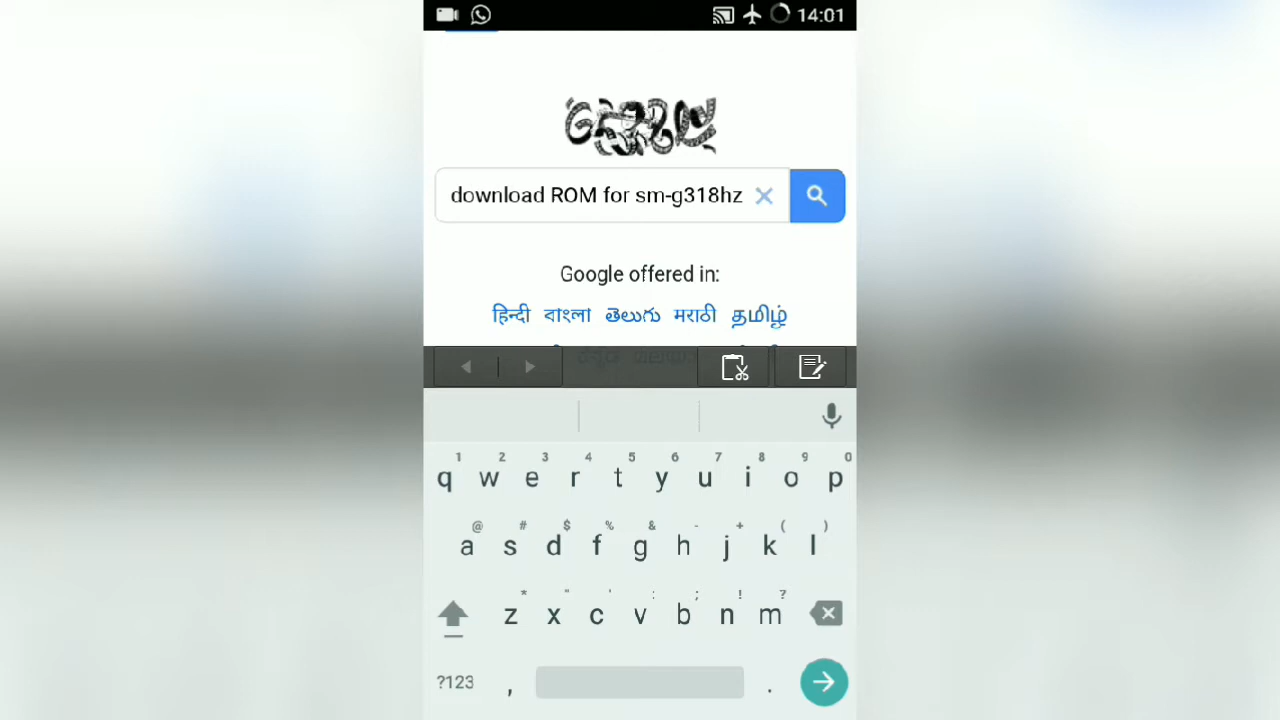 14:01
download ROM for sm-g318hz
Google offered in:
हिन्दी বাংলা తెలుగు मराठी தமிழ்
1 2 3 4 5 6 7 8 9 0
q w e r t y u i o p
@ # $ % & - + ( )
a s d f g h j k l
* " ' : ; ! ?
z x c v b n m
?123 , .